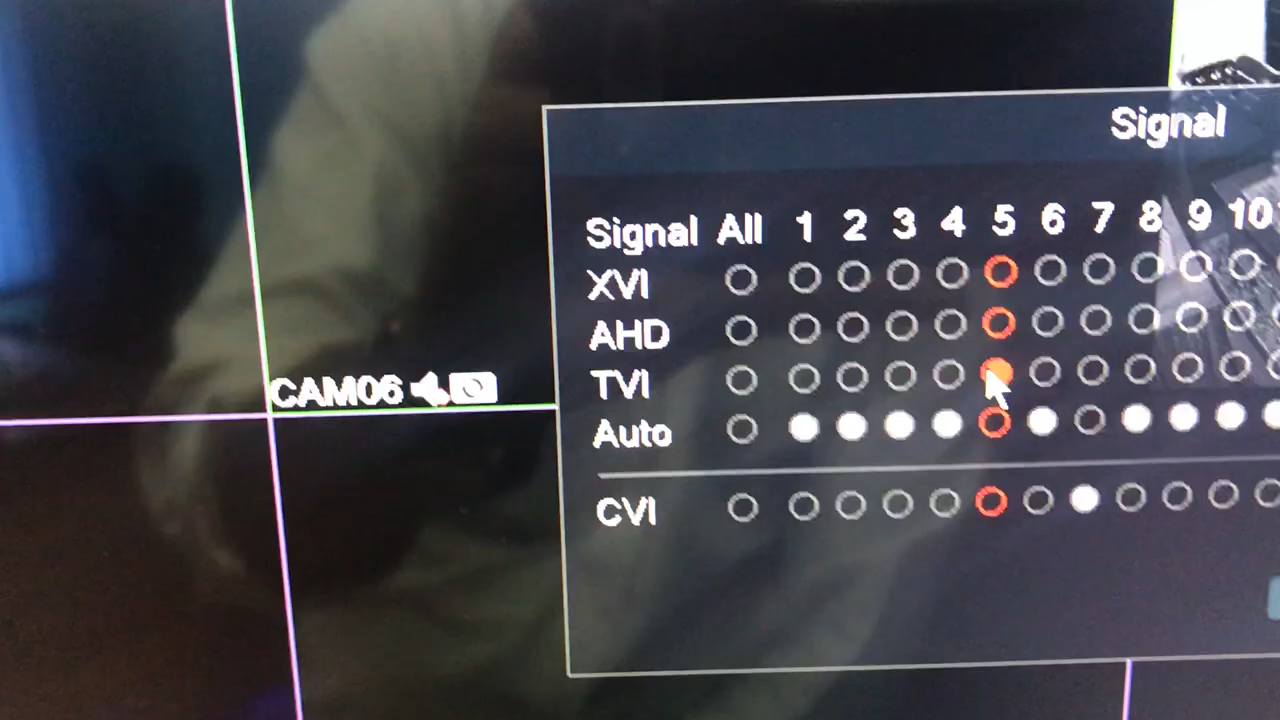 Signal
Signal All 1 2 3 4 5 6 7 8 9 10
XVI
AHD
TVI
CAM06
Auto
CVI